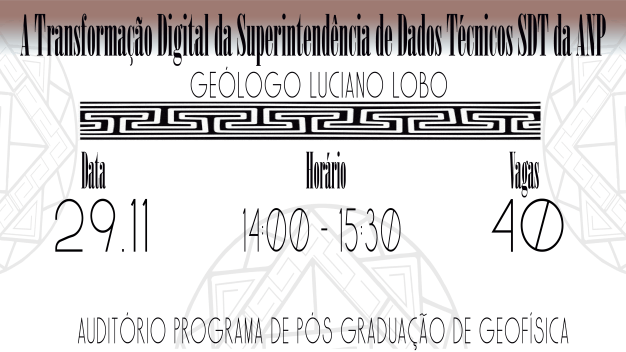 A Transformação Digital da Superintendência de Dados Técnicos SDT da ANP
GEÓLOGO LUCIANO LOBO
Data Horário Vagas
29.11 14:00 - 15:30 40
AUDITÓRIO PROGRAMA DE PÓS GRADUAÇÃO DE GEOFÍSICA